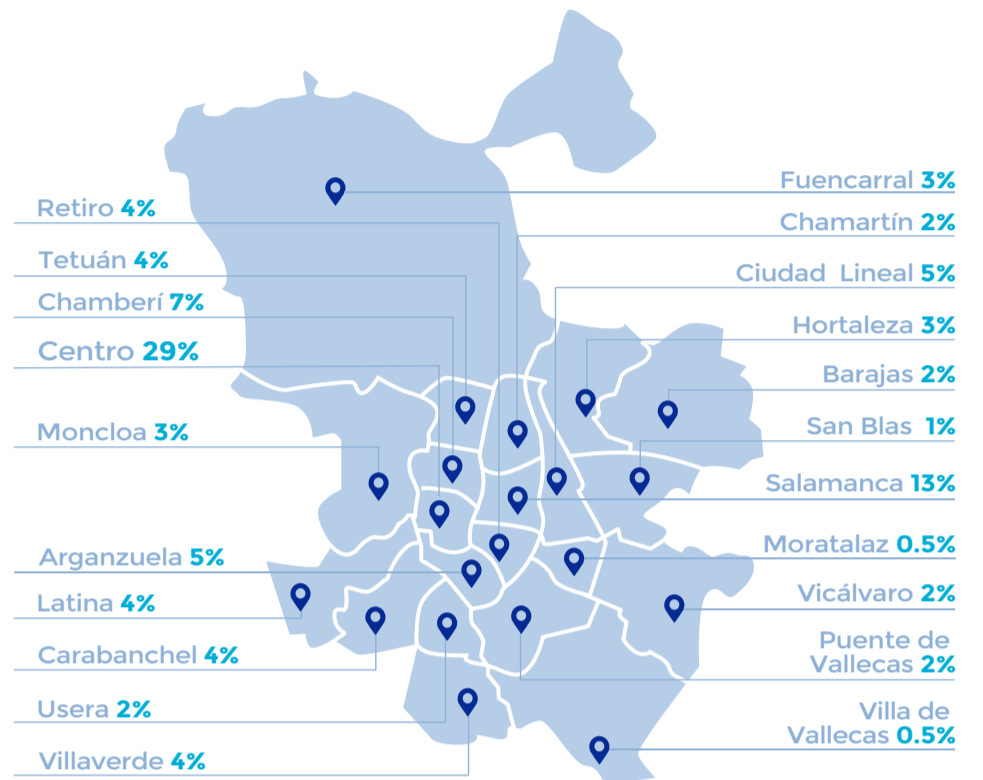 Retiro 4%
Tetuán 4%
Chamberí 7%
Centro 29%
Moncloa 3%
Arganzuela 5%
Latina 4%
Carabanchel 4%
Usera 2%
Villaverde 4%
Fuencarral 3%
Chamartín 2%
Ciudad Lineal 5%
Hortaleza 3%
Barajas 2%
San Blas 1%
Salamanca 13%
Moratalaz 0.5%
Vicálvaro 2%
Puente de
Vallecas 2%
Villa de
Vallecas 0.5%